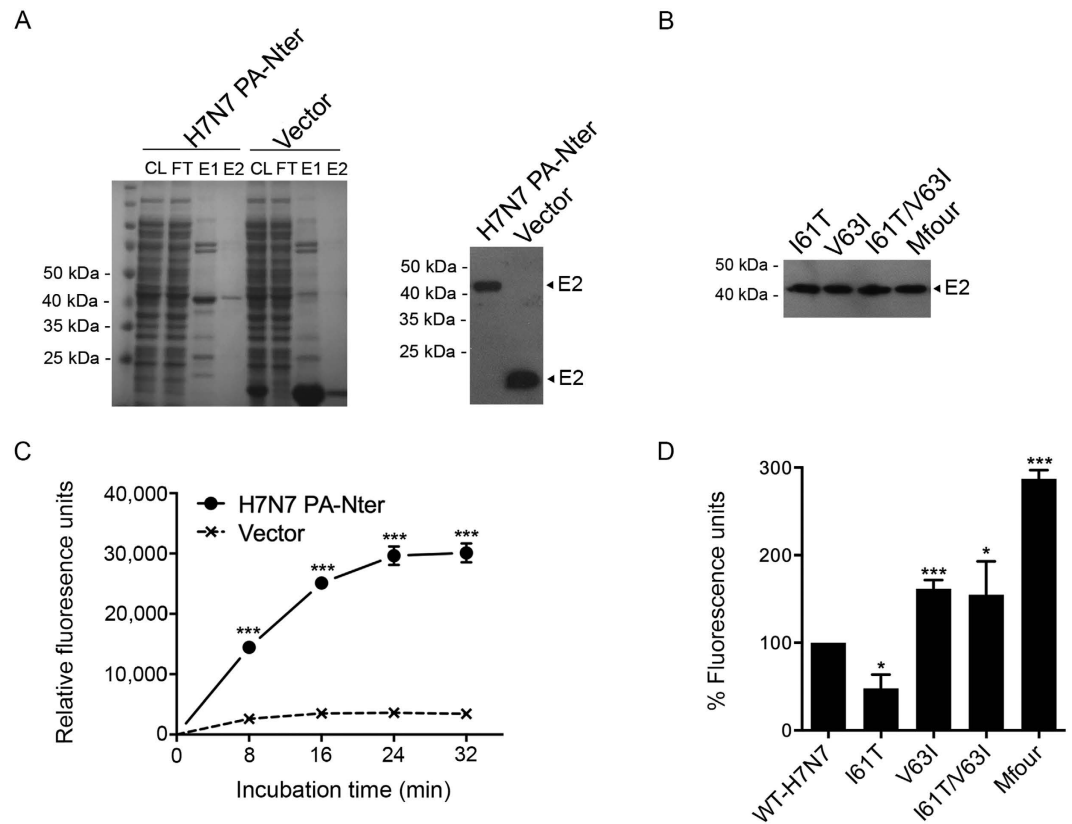 A
H7N7 PA-Nter
Vector
CL FT E1 E2 CL FT E1 E2
50 kDa -
40 kDa -
35 kDa -
25 kDa -
H7N7 PA-Nter
Vector
50 kDa -
40 kDa -
35 kDa -
25 kDa -
◄ E2
◄ E2
B
I61T
V63I
I61T/V63I
Mfour
50 kDa -
40 kDa -
◄ E2
C
Relative fluoresence units
40,000
30,000
20,000
10,000
0
H7N7 PA-Nter
Vector
***
***
***
***
0 8 16 24 32
Incubation time (min)
D
% Fluorescence units
300
200
100
0
*
***
*
***
WT-H7N7
I61T
V63I
I61T/V63I
Mfour